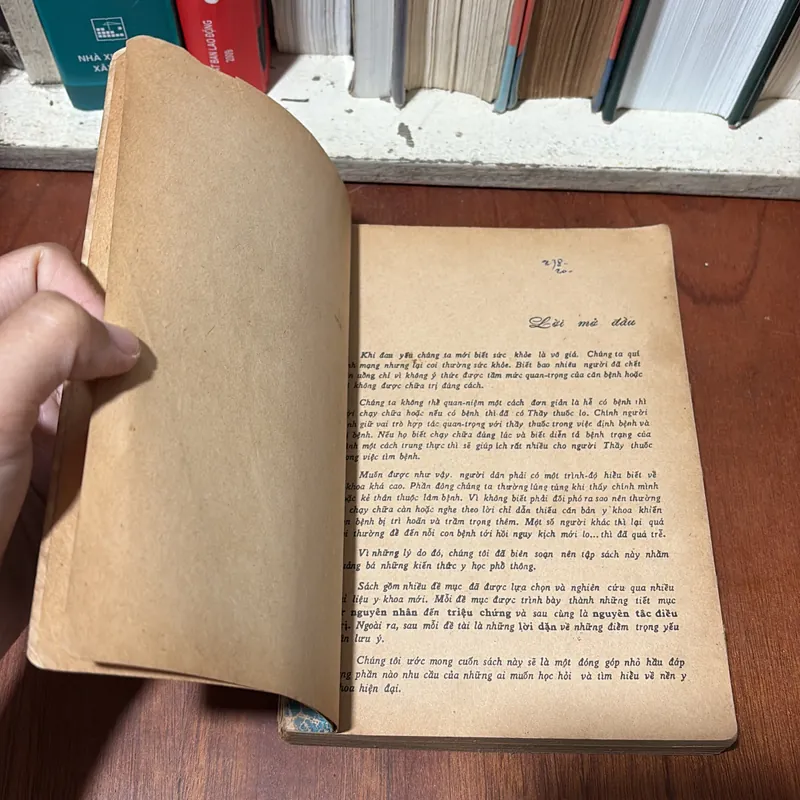 NHÀ
XÂ
ẤT BẢN LAO ĐỘNG
2005
278-
20-
Lời mở đầu
Khi đau yếu chúng ta mới biết sức khỏe là vô giá. Chúng ta quí
mạng nhưng lại coi thường sức khỏe. Biết bao nhiêu người đã chết
uổng chỉ vì không ý thức được tầm mức quan-trọng của căn bệnh hoặc
không được chữa trị đúng cách.
Chúng ta không thể quan-niệm một cách đơn giản là hễ có bệnh thì
chạy chữa hoặc nếu có bệnh thì đã có Thầy thuốc lo. Chính người
giữ vai trò hợp tác quan-trọng với thầy thuốc trong việc định bệnh và
bệnh. Nếu họ biết chạy chữa đúng lúc và biết diễn tả bệnh trạng của
một cách trung thực thì sẽ giúp ích rất nhiều cho người Thầy thuốc
việc tìm bệnh.
Muốn được như vậy. người dân phải có một trình-độ hiểu biết về
khoa khá cao. Phần đông chúng ta thường lúng túng khi thấy chính mình
kẻ thân thuộc lâm bệnh. Vì không biết phải đối phó ra sao nên thường
chạy chữa càn hoặc nghe theo lời chỉ dẫn thiếu căn bản y khoa khiến
bệnh bị trì hoãn và trầm trọng thêm. Một số người khác thì lại quá
thường để đến nỗi con bệnh tới hồi nguy kịch mới lo,.. thì đã quá trễ.
Vì những lý do đó, chúng tôi đã biên soạn nên tập sách này nhằm
bá những kiến thức y học phổ thông.
Sách gồm nhiều đề mục đã được lựa chọn và nghiên cứu qua nhiều
liệu y khoa mới. Mỗi đề mục được trình bày thành những tiết mục
nguyên nhân đến triệu chứng và sau cùng là nguyên tắc điều
Ngoài ra, sau mỗi đề tài là những lời dặn về những điểm trọng yếu
lưu ý.
Chúng tôi ước mong cuốn sách này sẽ là một đóng góp nhỏ hầu đáp
phần nào nhu cầu của những ai muốn học hỏi và tìm hiểu về nền y
khoa hiện đại.